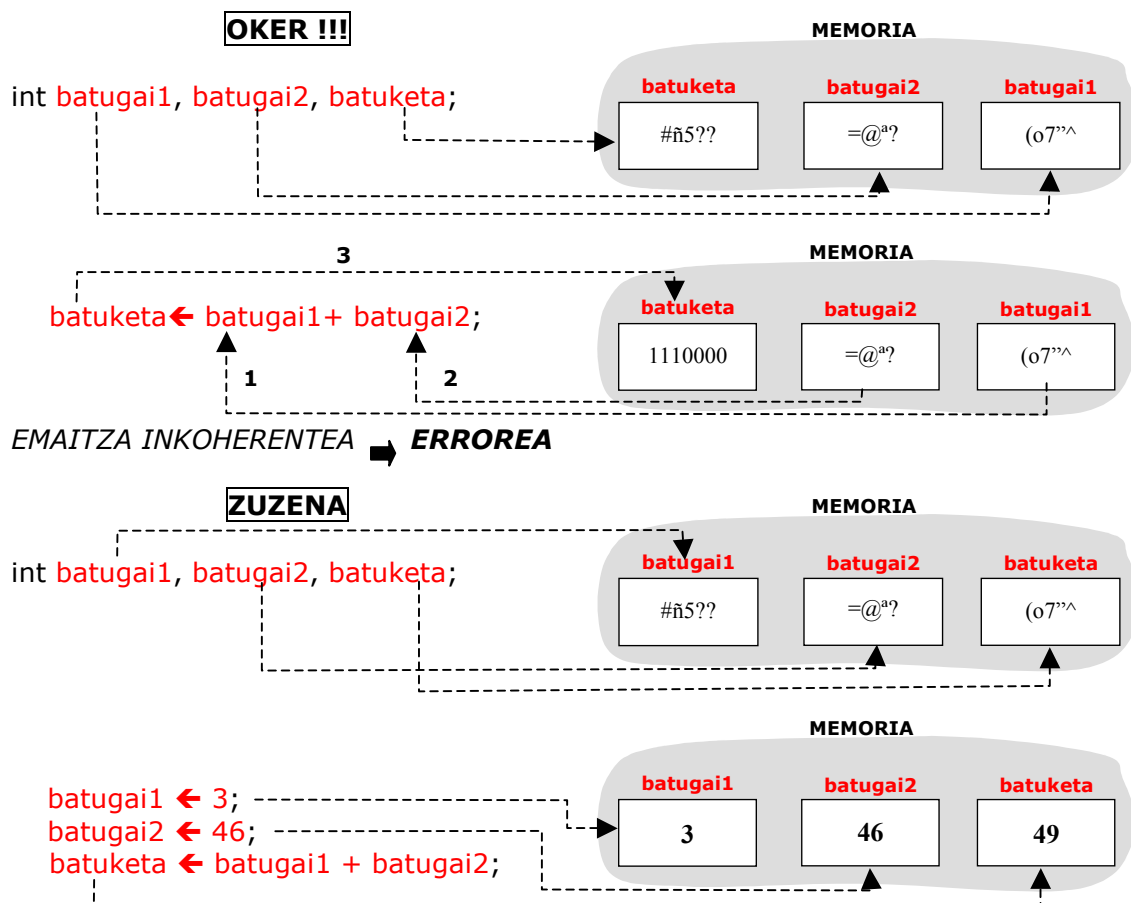 OKER !!!
MEMORIA
batuketa batugai2 batugai1
int batugai1, batugai2, batuketa;
#ñ5?? =@ª? (o7”^
MEMORIA
3
batuketa batugai2 batugai1
batuketa🡸 batugai1+ batugai2;
1110000 =@ª? (o7”^
1 2
EMAITZA INKOHERENTEA 🡺 ERROREA
ZUZENA
MEMORIA
batugai1 batugai2 batuketa
int batugai1, batugai2, batuketa;
#ñ5?? =@ª? (o7”^
MEMORIA
batugai1 batugai2 batuketa
batugai1 🡸 3;
3 46 49
batugai2 🡸 46;
batuketa 🡸 batugai1 + batugai2;